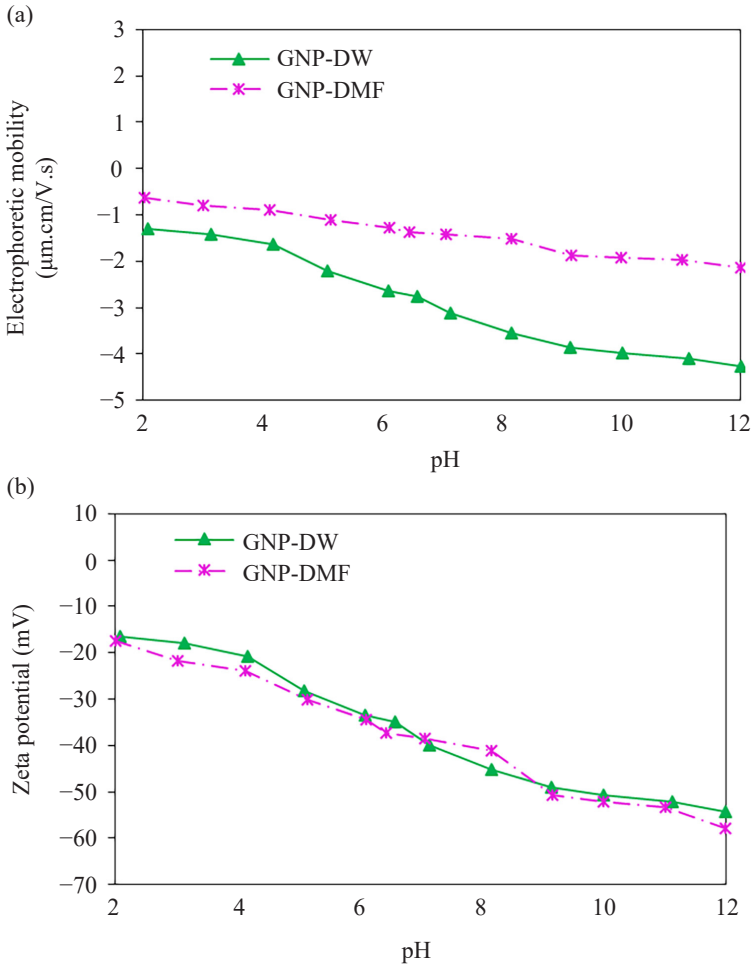 (a)
3
2
1
0
−1
−2
−3
−4
−5
Electrophoretic mobility
(μm.cm/V.s)
GNP-DW
GNP-DMF
2 4 6 8 10 12
pH
(b)
10
0
−10
−20
−30
−40
−50
−60
−70
Zeta potential (mV)
GNP-DW
GNP-DMF
2 4 6 8 10 12
pH